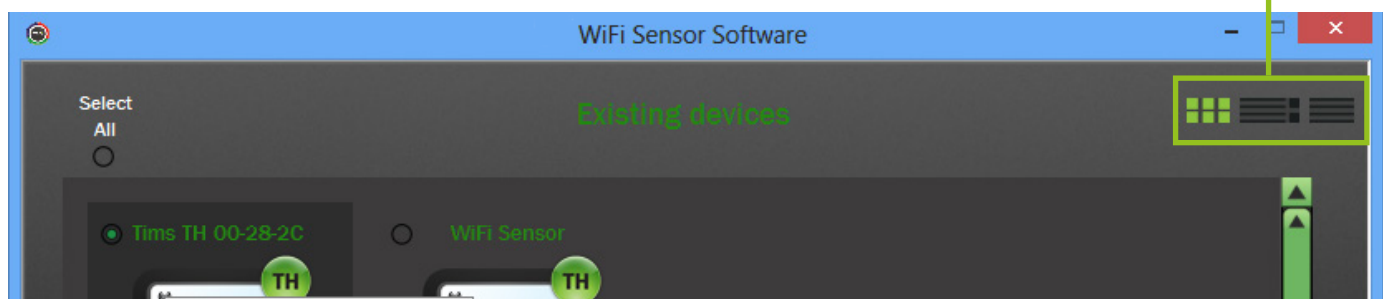 WiFi Sensor Software
Select
All
Existing devices
Tims TH 00-28-2C
WiFi Sensor
TH
TH